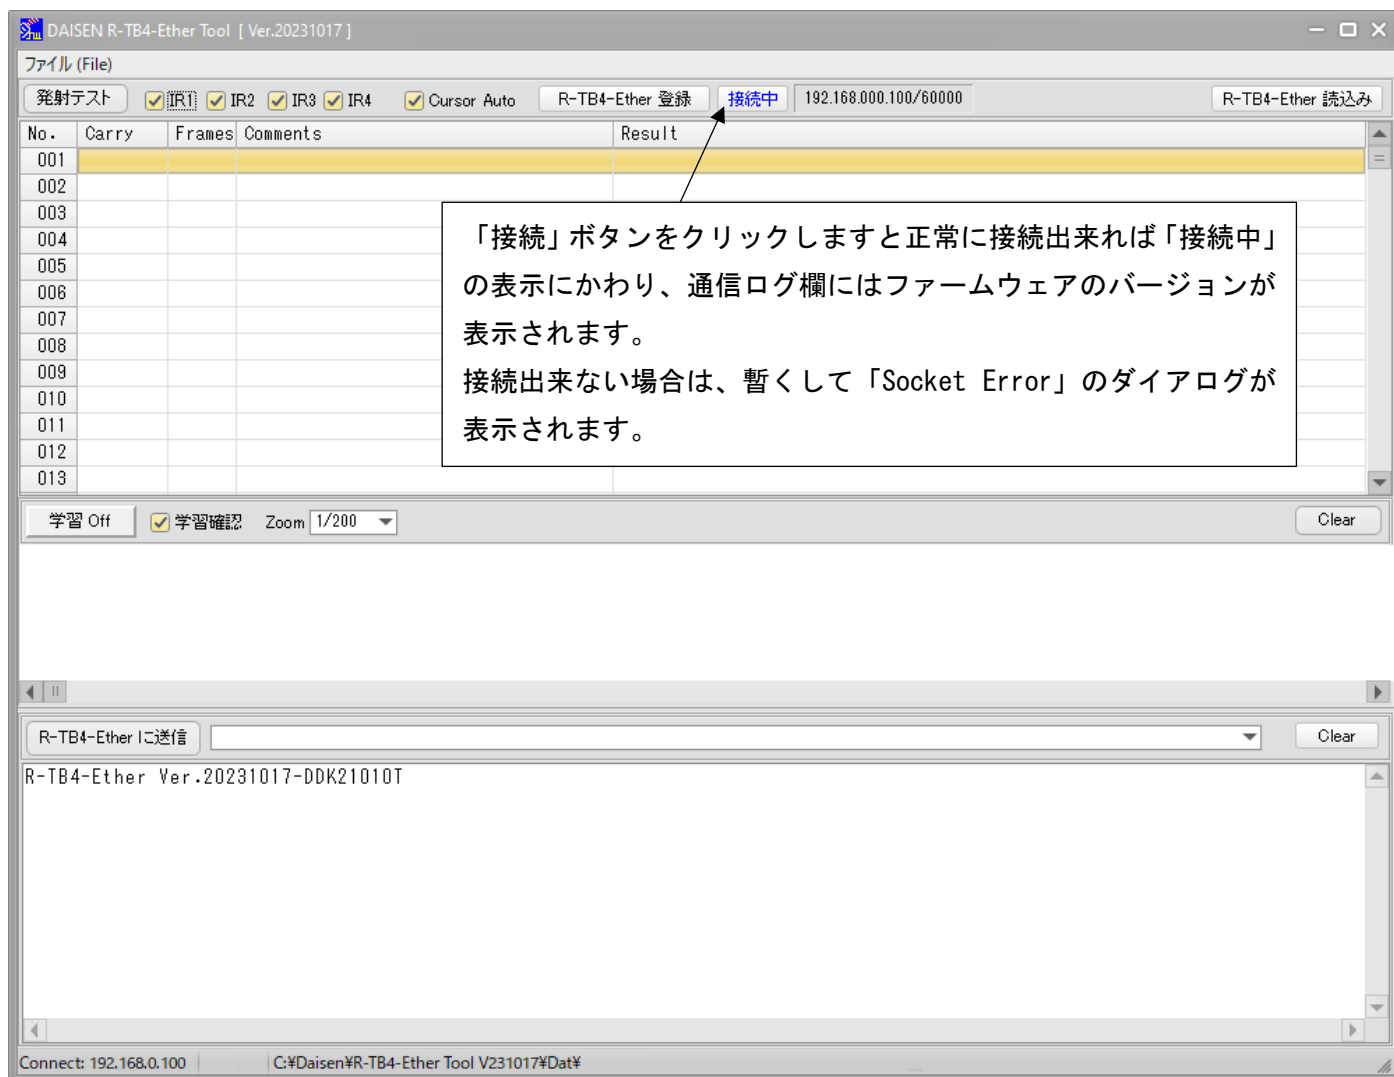 DAISEN R-TB4-Ether Tool [ Ver.20231017 ]
ファイル (File)
発射テスト IR1 IR2 IR3 IR4 Cursor Auto R-TB4-Ether 登録 接続中 192.168.000.100/60000 R-TB4-Ether 読込み
No. Carry Frames Comments Result
001
002
003
004
005
006
007
008
009
010
011
012
013
「接続」ボタンをクリックしますと正常に接続出来れば「接続中」
の表示にかわり、通信ログ欄にはファームウェアのバージョンが
表示されます。
接続出来ない場合は、暫くして「Socket Error」のダイアログが
表示されます。
学習 Off 学習確認 Zoom 1/200 Clear
R-TB4-Ether に送信 Clear
R-TB4-Ether Ver.20231017-DDK21010T
Connect: 192.168.0.100 C:¥Daisen¥R-TB4-Ether Tool V231017¥Dat¥